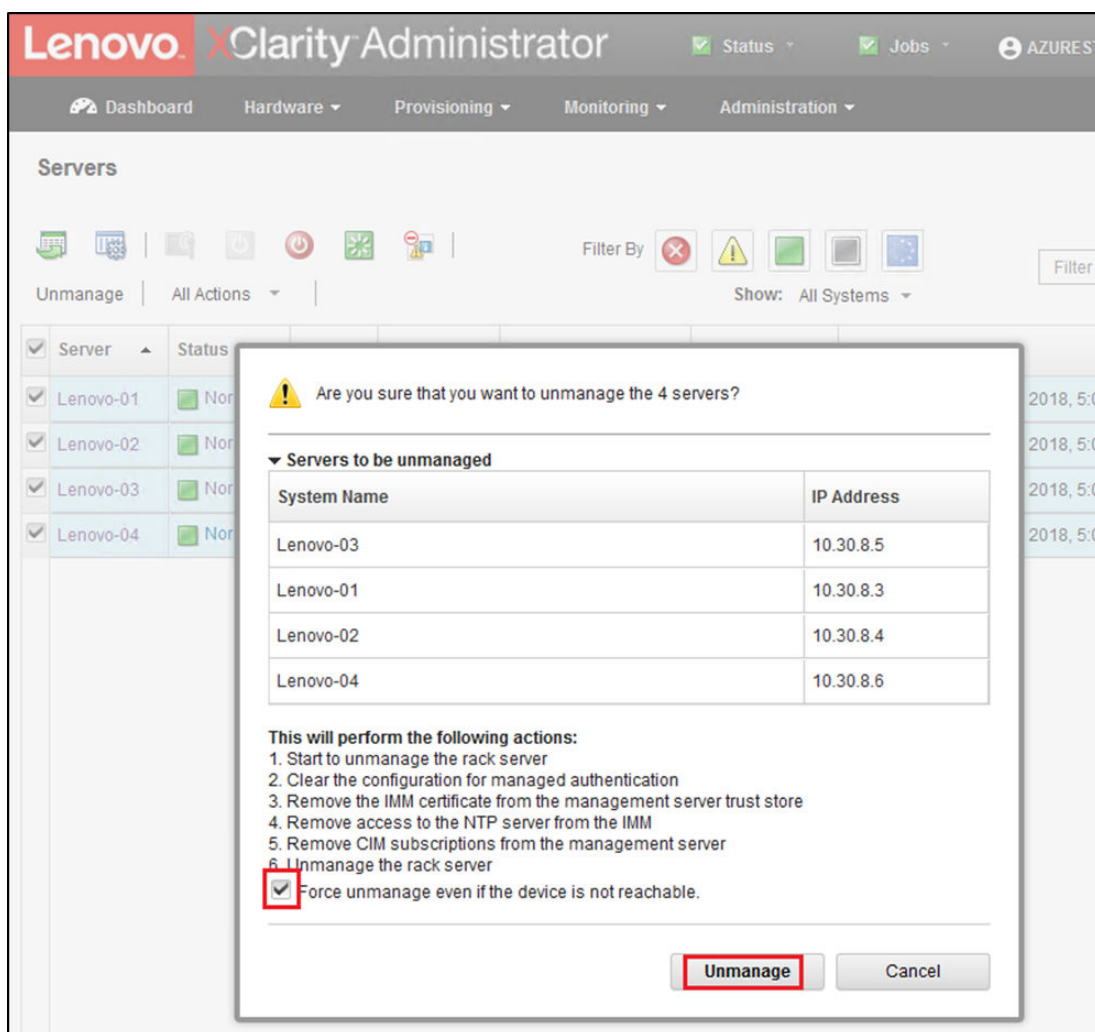 Lenovo. XClarity Administrator Status Jobs AZUREST
Dashboard Hardware Provisioning Monitoring Administration
Servers
Filter By
Filter
Unmanage All Actions Show: All Systems
Server Status
Lenovo-01 Nor 2018, 5:0
Lenovo-02 Nor 2018, 5:0
Lenovo-03 Nor 2018, 5:0
Lenovo-04 Nor 2018, 5:0
Are you sure that you want to unmanage the 4 servers?
Servers to be unmanaged
System Name IP Address
Lenovo-03 10.30.8.5
Lenovo-01 10.30.8.3
Lenovo-02 10.30.8.4
Lenovo-04 10.30.8.6
This will perform the following actions:
1. Start to unmanage the rack server
2. Clear the configuration for managed authentication
3. Remove the IMM certificate from the management server trust store
4. Remove access to the NTP server from the IMM
5. Remove CIM subscriptions from the management server
6. Unmanage the rack server
Force unmanage even if the device is not reachable.
Unmanage Cancel